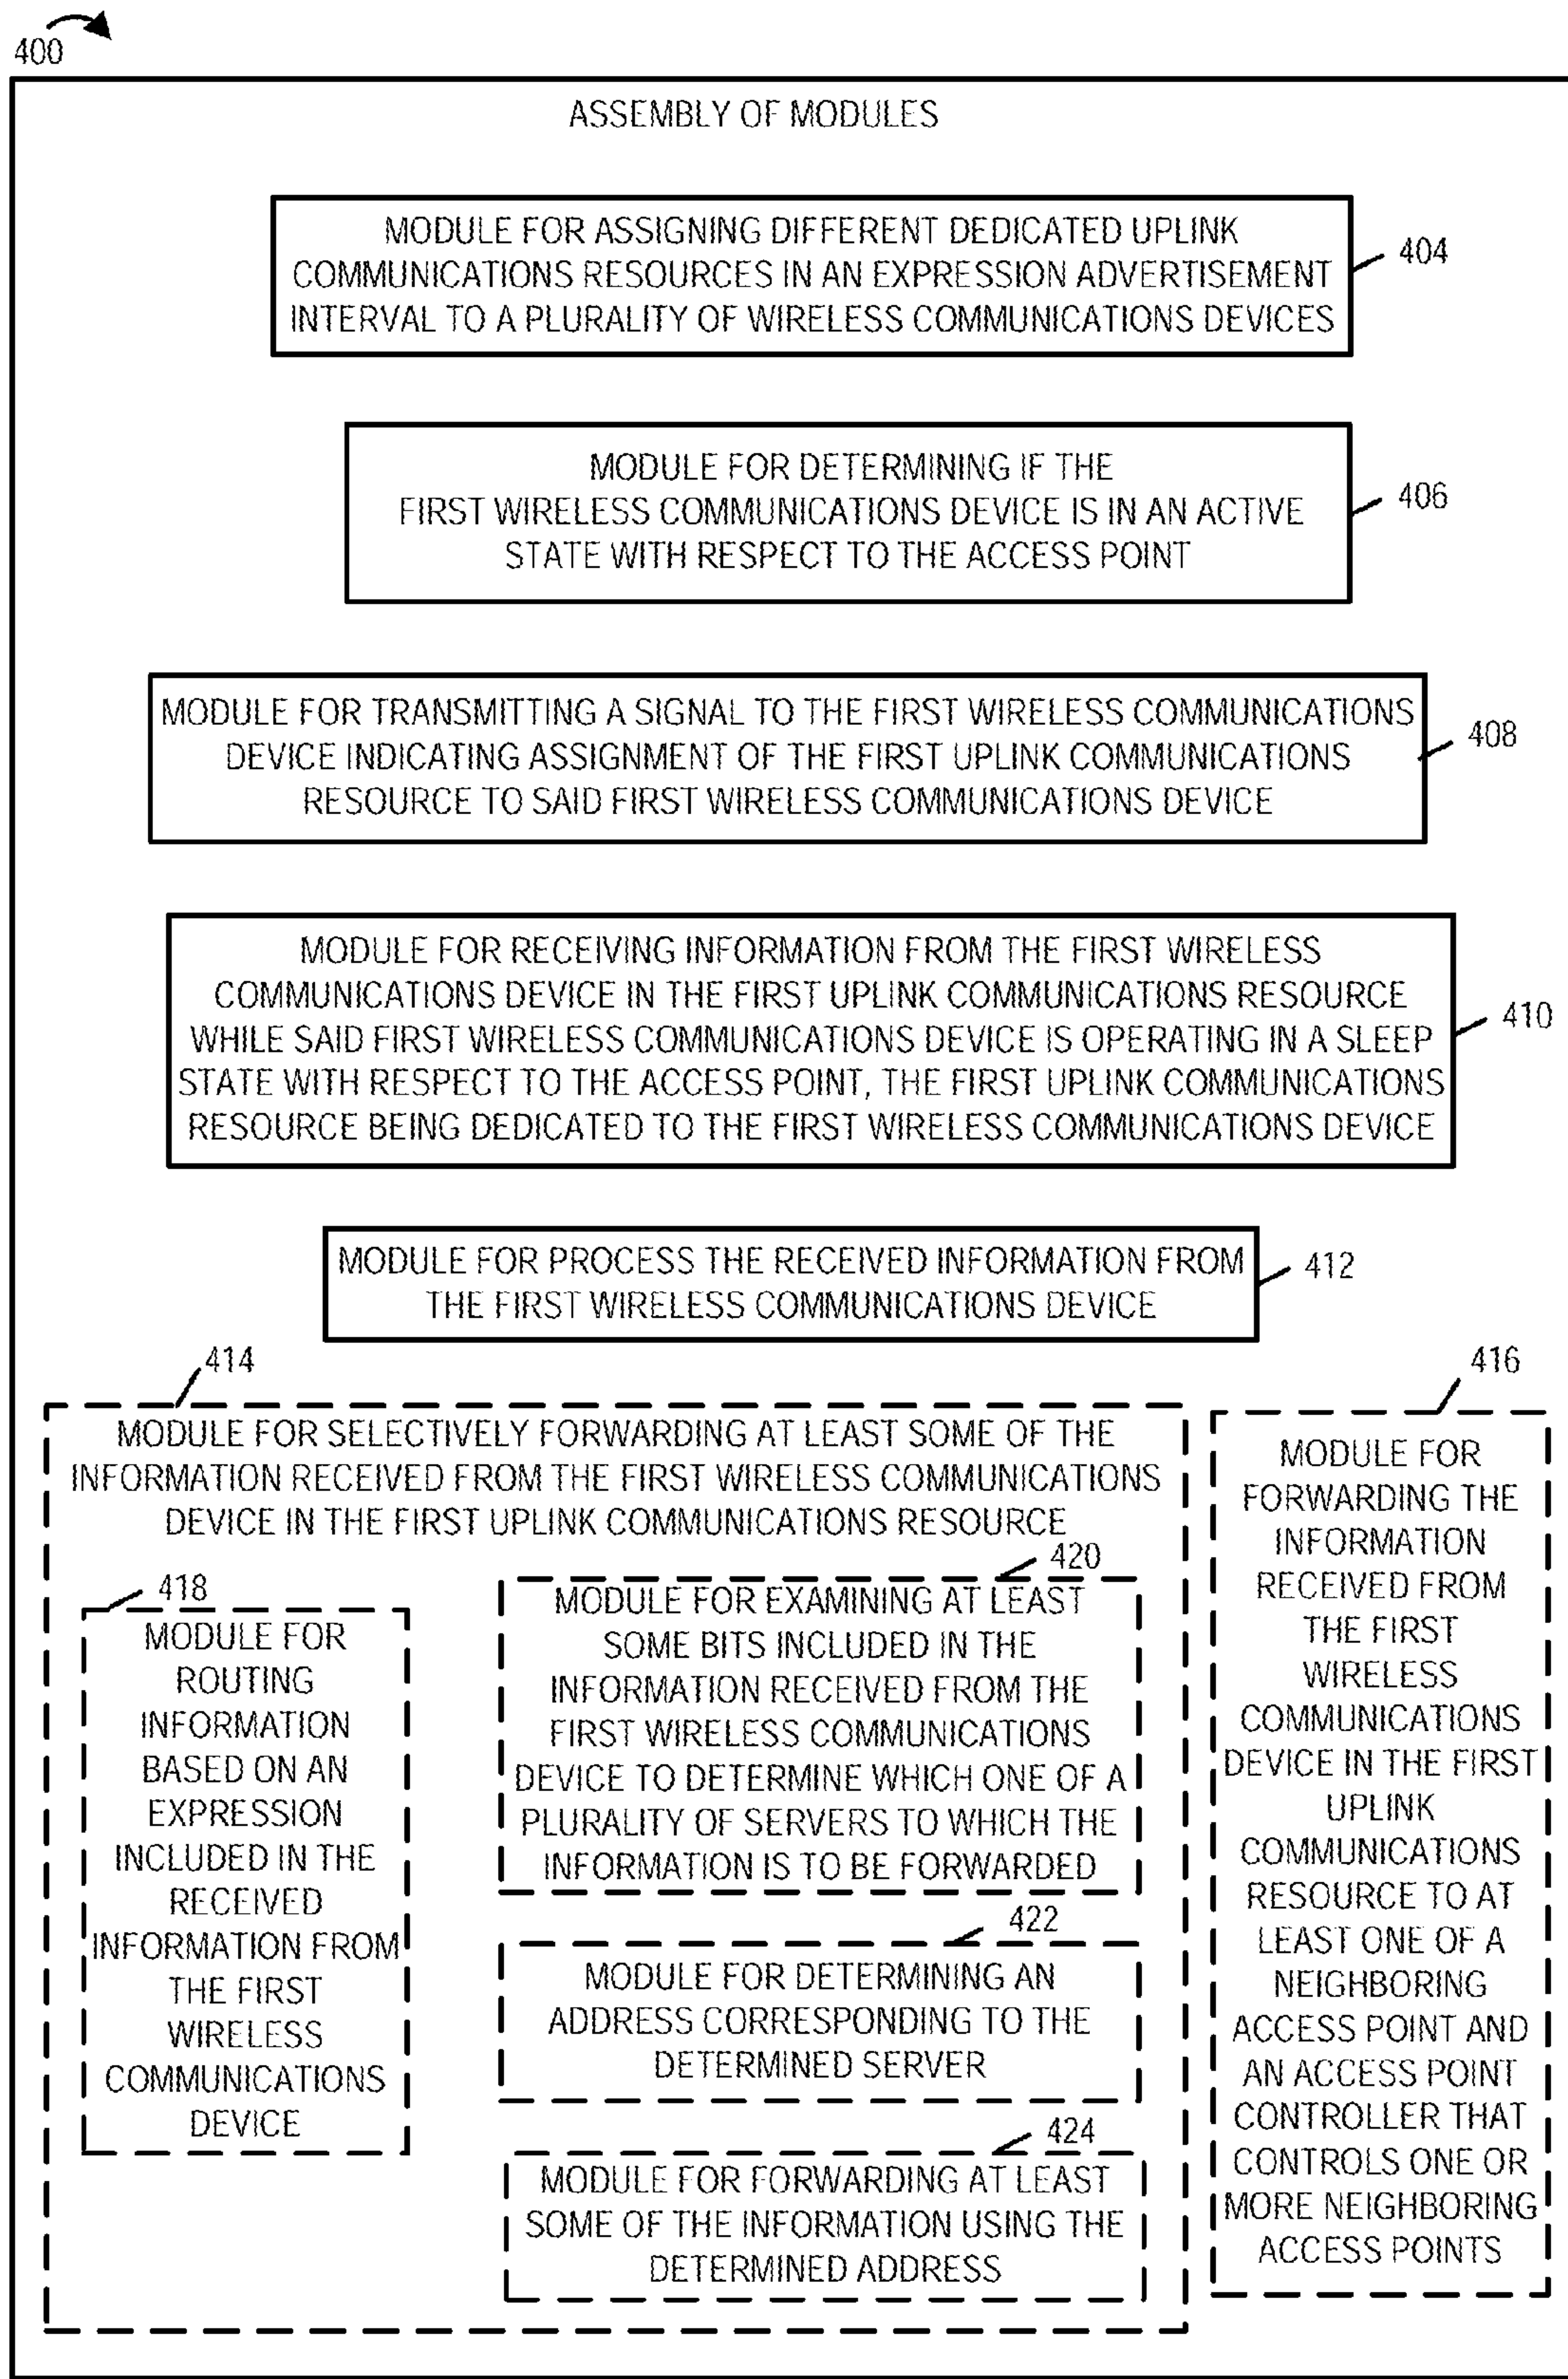 400
ASSEMBLY OF MODULES
MODULE FOR ASSIGNING DIFFERENT DEDICATED UPLINK
COMMUNICATIONS RESOURCES IN AN EXPRESSION ADVERTISEMENT
INTERVAL TO A PLURALITY OF WIRELESS COMMUNICATIONS DEVICES
404
MODULE FOR DETERMINING IF THE
FIRST WIRELESS COMMUNICATIONS DEVICE IS IN AN ACTIVE
STATE WITH RESPECT TO THE ACCESS POINT
406
MODULE FOR TRANSMITTING A SIGNAL TO THE FIRST WIRELESS COMMUNICATIONS
DEVICE INDICATING ASSIGNMENT OF THE FIRST UPLINK COMMUNICATIONS
RESOURCE TO SAID FIRST WIRELESS COMMUNICATIONS DEVICE
408
MODULE FOR RECEIVING INFORMATION FROM THE FIRST WIRELESS
COMMUNICATIONS DEVICE IN THE FIRST UPLINK COMMUNICATIONS RESOURCE
WHILE SAID FIRST WIRELESS COMMUNICATIONS DEVICE IS OPERATING IN A SLEEP
STATE WITH RESPECT TO THE ACCESS POINT, THE FIRST UPLINK COMMUNICATIONS
RESOURCE BEING DEDICATED TO THE FIRST WIRELESS COMMUNICATIONS DEVICE
410
MODULE FOR PROCESS THE RECEIVED INFORMATION FROM
THE FIRST WIRELESS COMMUNICATIONS DEVICE
412
414
MODULE FOR SELECTIVELY FORWARDING AT LEAST SOME OF THE
INFORMATION RECEIVED FROM THE FIRST WIRELESS COMMUNICATIONS
DEVICE IN THE FIRST UPLINK COMMUNICATIONS RESOURCE
418
MODULE FOR
ROUTING
INFORMATION
BASED ON AN
EXPRESSION
INCLUDED IN THE
RECEIVED
INFORMATION FROM
THE FIRST
WIRELESS
COMMUNICATIONS
DEVICE
420
MODULE FOR EXAMINING AT LEAST
SOME BITS INCLUDED IN THE
INFORMATION RECEIVED FROM THE
FIRST WIRELESS COMMUNICATIONS
DEVICE TO DETERMINE WHICH ONE OF A
PLURALITY OF SERVERS TO WHICH THE
INFORMATION IS TO BE FORWARDED
422
MODULE FOR DETERMINING AN
ADDRESS CORRESPONDING TO THE
DETERMINED SERVER
424
MODULE FOR FORWARDING AT LEAST
SOME OF THE INFORMATION USING THE
DETERMINED ADDRESS
416
MODULE FOR
FORWARDING THE
INFORMATION
RECEIVED FROM
THE FIRST
WIRELESS
COMMUNICATIONS
DEVICE IN THE FIRST
UPLINK
COMMUNICATIONS
RESOURCE TO AT
LEAST ONE OF A
NEIGHBORING
ACCESS POINT AND
AN ACCESS POINT
CONTROLLER THAT
CONTROLS ONE OR
MORE NEIGHBORING
ACCESS POINTS